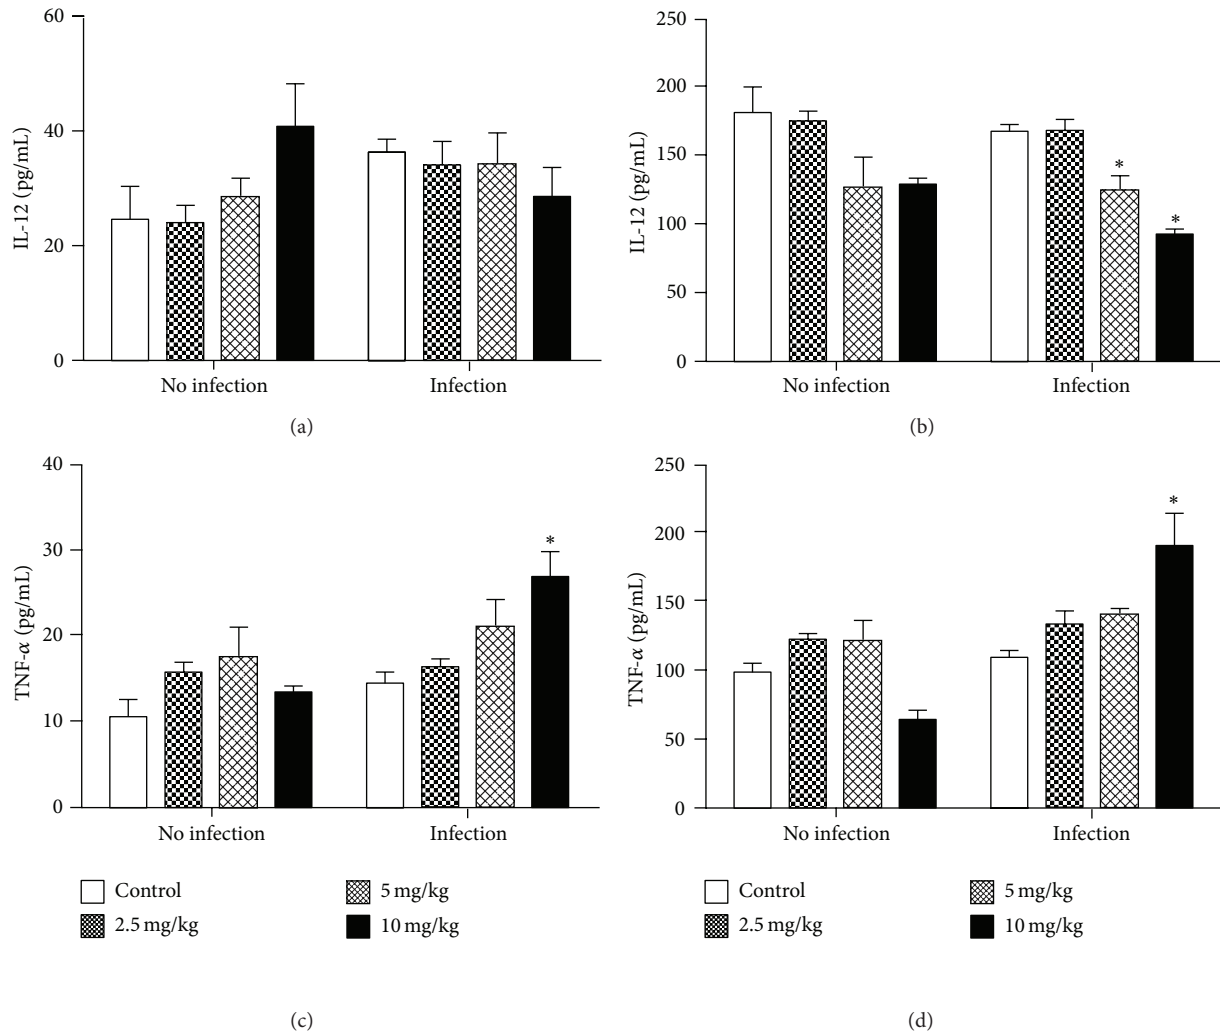 60
40
20
0
IL-12 (pg/mL)
No infection
Infection
(a)
250
200
150
100
50
0
IL-12 (pg/mL)
*
*
No infection
Infection
(b)
40
30
20
10
0
TNF-α (pg/mL)
*
No infection
Infection
Control
5 mg/kg
2.5 mg/kg
10 mg/kg
(c)
250
200
150
100
50
0
TNF-α (pg/mL)
*
No infection
Infection
Control
5 mg/kg
2.5 mg/kg
10 mg/kg
(d)